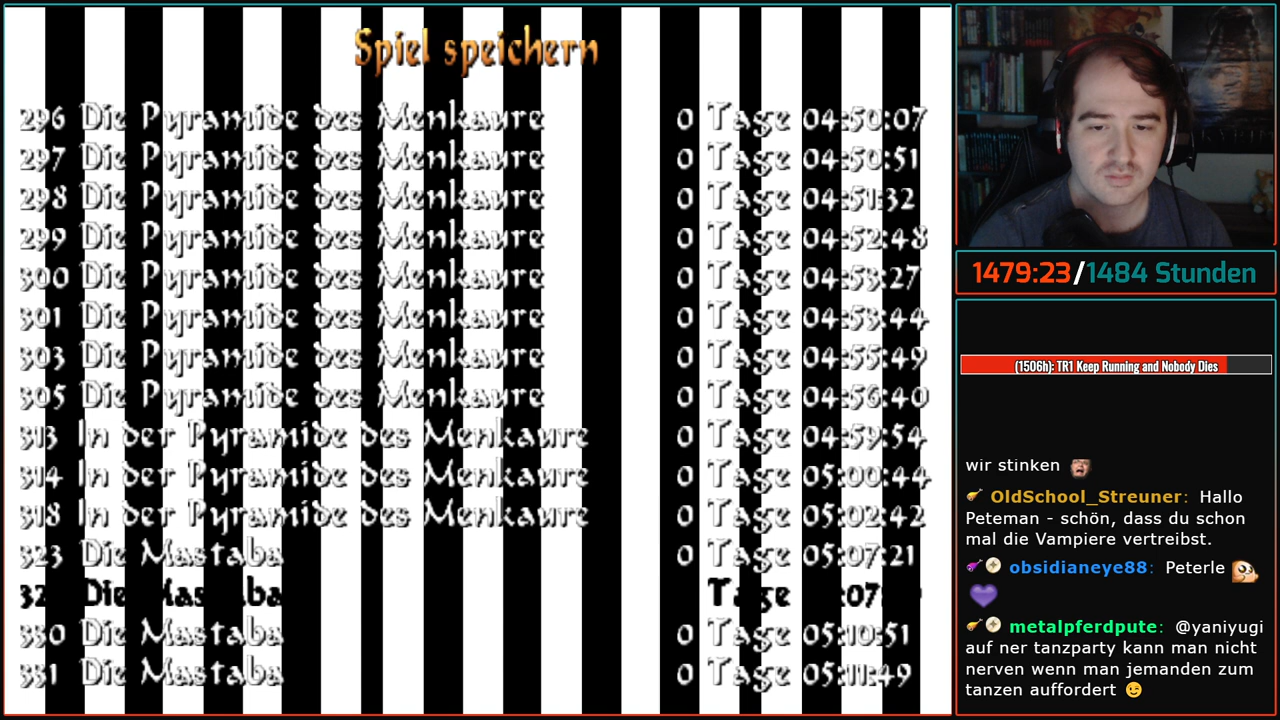 Spiel speichern
296 Die Pyramide des Menkaure 0 Tage 04:50:07
297 Die Pyramide des Menkaure 0 Tage 04:50:51
298 Die Pyramide des Menkaure 0 Tage 04:51:32
299 Die Pyramide des Menkaure 0 Tage 04:52:48
300 Die Pyramide des Menkaure 0 Tage 04:53:27
301 Die Pyramide des Menkaure 0 Tage 04:53:44
303 Die Pyramide des Menkaure 0 Tage 04:55:49
305 Die Pyramide des Menkaure 0 Tage 04:56:40
313 In der Pyramide des Menkaure 0 Tage 04:59:54
314 In der Pyramide des Menkaure 0 Tage 05:00:44
318 In der Pyramide des Menkaure 0 Tage 05:02:42
323 Die Mastaba 0 Tage 05:07:21
Die Mastaba Tage
330 Die Mastaba 0 Tage 05:10:51
331 Die Mastaba 0 Tage 05:11:49
1479:23/1484 Stunden
(1506h): TR1 Keep Running and Nobody Dies
wir stinken
OldSchool_Streuner: Hallo
Peteman - schön, dass du schon
mal die Vampiere vertreibst.
obsidianeye88: Peterle
metalpferdpute: @yaniyugi
auf ner tanzparty kann man nicht
nerven wenn man jemanden zum
tanzen auffordert 😉